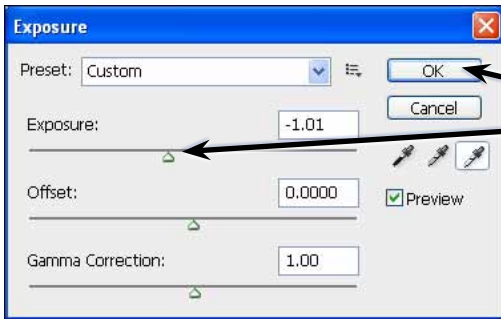 Exposure
Preset: Custom
OK
Cancel
Exposure: -1.01
Offset: 0.0000
Preview
Gamma Correction: 1.00